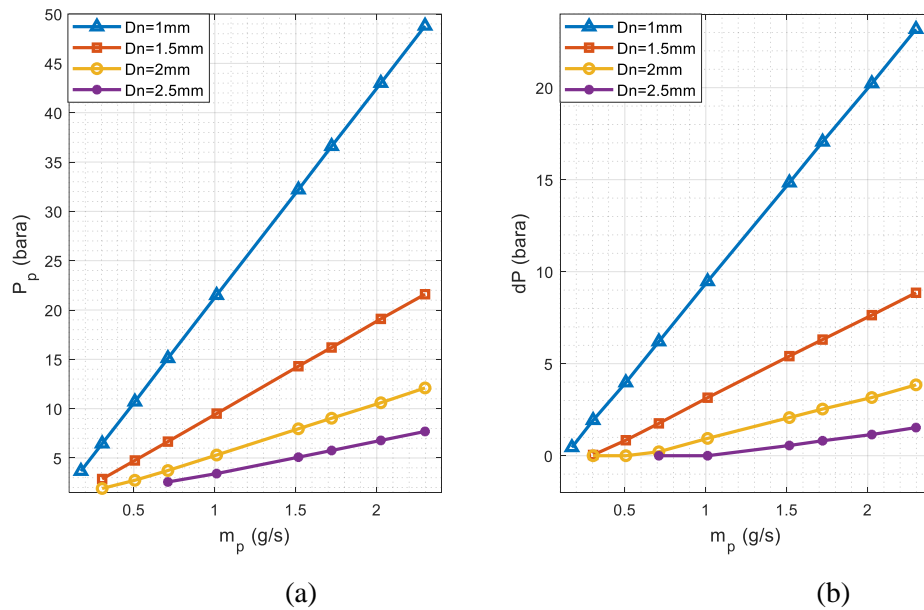 Dn=1mm
Dn=1.5mm
Dn=2mm
Dn=2.5mm
50
45
40
35
30
25
20
15
10
5
0.5
1
1.5
2
P_p (bara)
m_p (g/s)
(a)
Dn=1mm
Dn=1.5mm
Dn=2mm
Dn=2.5mm
20
15
10
5
0
0.5
1
1.5
2
dP (bara)
m_p (g/s)
(b)